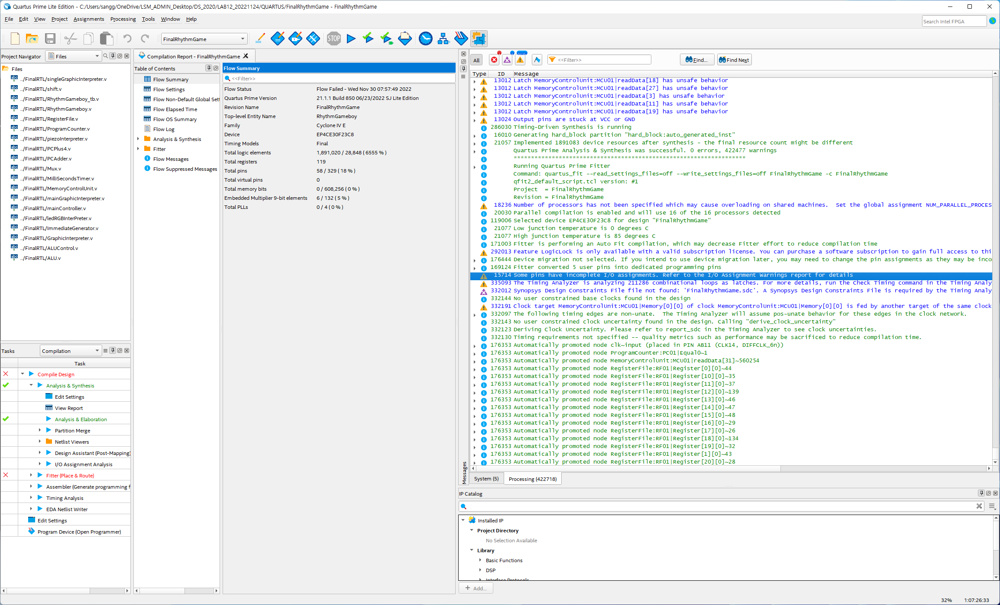 Quartus Prime Lite Edition - C:/Users/sangg/OneDrive/LSM_ADMIN_Desktop/DS_2020/LAB12_20221124/QUARTUS/FinalRhythmGame - FinalRhythmGame
File Edit View Project Assignments Processing Tools Window Help
Search Intel FPGA
STOP
FinalRhythmGame
Project Navigator
Files
Files
abc ../FinalRTL/singleGraphicInterpreter.v
abc ../FinalRTL/shift.v
abc ../FinalRTL/RhythmGameboy_tb.v
abc ../FinalRTL/RhythmGameboy.v
abc ../FinalRTL/RegisterFile.v
abc ../FinalRTL/ProgramCounter.v
abc ../FinalRTL/piezoInterpreter.v
abc ../FinalRTL/PCPlus4.v
abc ../FinalRTL/PCAdder.v
abc ../FinalRTL/Mux.v
abc ../FinalRTL/MilliSecondsTimer.v
abc ../FinalRTL/MemoryControlUnit.v
abc ../FinalRTL/mainGraphicInterpreter.v
abc ../FinalRTL/mainController.v
abc ../FinalRTL/ledRGBInterPreter.v
abc ../FinalRTL/ImmediateGenerator.v
abc ../FinalRTL/GraphicInterpreter.v
abc ../FinalRTL/ALUControl.v
abc ../FinalRTL/ALU.v
Tasks
Compilation
Task
Compile Design
Analysis & Synthesis
Edit Settings
View Report
Analysis & Elaboration
Partition Merge
Netlist Viewers
Design Assistant (Post-Mapping)
I/O Assignment Analysis
Fitter (Place & Route)
Assembler (Generate programming f
Timing Analysis
EDA Netlist Writer
Edit Settings
Program Device (Open Programmer)
Compilation Report - FinalRhythmGame
Table of Contents
Flow Summary
Flow Settings
Flow Non-Default Global Set
Flow Elapsed Time
Flow OS Summary
Flow Log
Analysis & Synthesis
Fitter
Flow Messages
Flow Suppressed Messages
Flow Summary
<<Filter>>
Flow Status Flow Failed - Wed Nov 30 07:57:49 2022
Quartus Prime Version 21.1.1 Build 850 06/23/2022 SJ Lite Edition
Revision Name FinalRhythmGame
Top-level Entity Name RhythmGameboy
Family Cyclone IV E
Device EP4CE30F23C8
Timing Models Final
Total logic elements 1,891,020 / 28,848 ( 6555 % )
Total registers 119
Total pins 58 / 329 ( 18 % )
Total virtual pins 0
Total memory bits 0 / 608,256 ( 0 % )
Embedded Multiplier 9-bit elements 6 / 132 ( 5 % )
Total PLLs 0 / 4 ( 0 % )
Messages
All
<<Filter>>
Find...
Find Next
Type ID Message
13012 Latch MemoryControlUnit:MCU01|readData[18] has unsafe behavior
13012 Latch MemoryControlUnit:MCU01|readData[27] has unsafe behavior
13012 Latch MemoryControlUnit:MCU01|readData[3] has unsafe behavior
13012 Latch MemoryControlUnit:MCU01|readData[11] has unsafe behavior
13012 Latch MemoryControlUnit:MCU01|readData[19] has unsafe behavior
13024 Output pins are stuck at VCC or GND
286030 Timing-Driven Synthesis is running
16010 Generating hard_block partition "hard_block:auto_generated_inst"
21057 Implemented 1891083 device resources after synthesis - the final resource count might be different
Quartus Prime Analysis & Synthesis was successful. 0 errors, 422477 warnings
*******************************************************************
Running Quartus Prime Fitter
Command: quartus_fit --read_settings_files=off --write_settings_files=off FinalRhythmGame -c FinalRhythmGame
qfit2_default_script.tcl version: #1
Project = FinalRhythmGame
Revision = FinalRhythmGame
18236 Number of processors has not been specified which may cause overloading on shared machines. Set the global assignment NUM_PARALLEL_PROCES
20030 Parallel compilation is enabled and will use 16 of the 16 processors detected
119006 Selected device EP4CE30F23C8 for design "FinalRhythmGame"
21077 Low junction temperature is 0 degrees C
21077 High junction temperature is 85 degrees C
171003 Fitter is performing an Auto Fit compilation, which may decrease Fitter effort to reduce compilation time
292013 Feature LogicLock is only available with a valid subscription license. You can purchase a software subscription to gain full access to thi
176444 Device migration not selected. If you intend to use device migration later, you may need to change the pin assignments as they may be inco
169124 Fitter converted 5 user pins into dedicated programming pins
15714 Some pins have incomplete I/O assignments. Refer to the I/O Assignment Warnings report for details
335093 The Timing Analyzer is analyzing 211286 combinational loops as latches. For more details, run the Check Timing command in the Timing Analy
332012 Synopsys Design Constraints File file not found: 'FinalRhythmGame.sdc'. A Synopsys Design Constraints File is required by the Timing Analy
332144 No user constrained base clocks found in the design
332191 Clock target MemoryControlUnit:MCU01|Memory[0][0] of clock MemoryControlUnit:MCU01|Memory[0][0] is fed by another target of the same clock
332097 The following timing edges are non-unate. The Timing Analyzer will assume pos-unate behavior for these edges in the clock network.
332143 No user constrained clock uncertainty found in the design. Calling "derive_clock_uncertainty"
332123 Deriving Clock Uncertainty. Please refer to report_sdc in the Timing Analyzer to see clock uncertainties.
332130 Timing requirements not specified -- quality metrics such as performance may be sacrificed to reduce compilation time.
176353 Automatically promoted node clk~input (placed in PIN AB11 (CLK14, DIFFCLK_6n))
176353 Automatically promoted node ProgramCounter:PC01|Equal0~1
176353 Automatically promoted node MemoryControlUnit:MCU01|readData[31]~560254
176353 Automatically promoted node RegisterFile:RF01|Register[0][0]~44
176353 Automatically promoted node RegisterFile:RF01|Register[10][0]~35
176353 Automatically promoted node RegisterFile:RF01|Register[11][0]~37
176353 Automatically promoted node RegisterFile:RF01|Register[12][0]~139
176353 Automatically promoted node RegisterFile:RF01|Register[13][0]~46
176353 Automatically promoted node RegisterFile:RF01|Register[14][0]~47
176353 Automatically promoted node RegisterFile:RF01|Register[15][0]~48
176353 Automatically promoted node RegisterFile:RF01|Register[16][0]~29
176353 Automatically promoted node RegisterFile:RF01|Register[17][0]~26
176353 Automatically promoted node RegisterFile:RF01|Register[18][0]~134
176353 Automatically promoted node RegisterFile:RF01|Register[19][0]~32
176353 Automatically promoted node RegisterFile:RF01|Register[1][0]~43
176353 Automatically promoted node RegisterFile:RF01|Register[20][0]~28
System (5)
Processing (422718)
IP Catalog
Installed IP
Project Directory
No Selection Available
Library
Basic Functions
DSP
Interface Protocols
+ Add...
32% 1:07:26:33